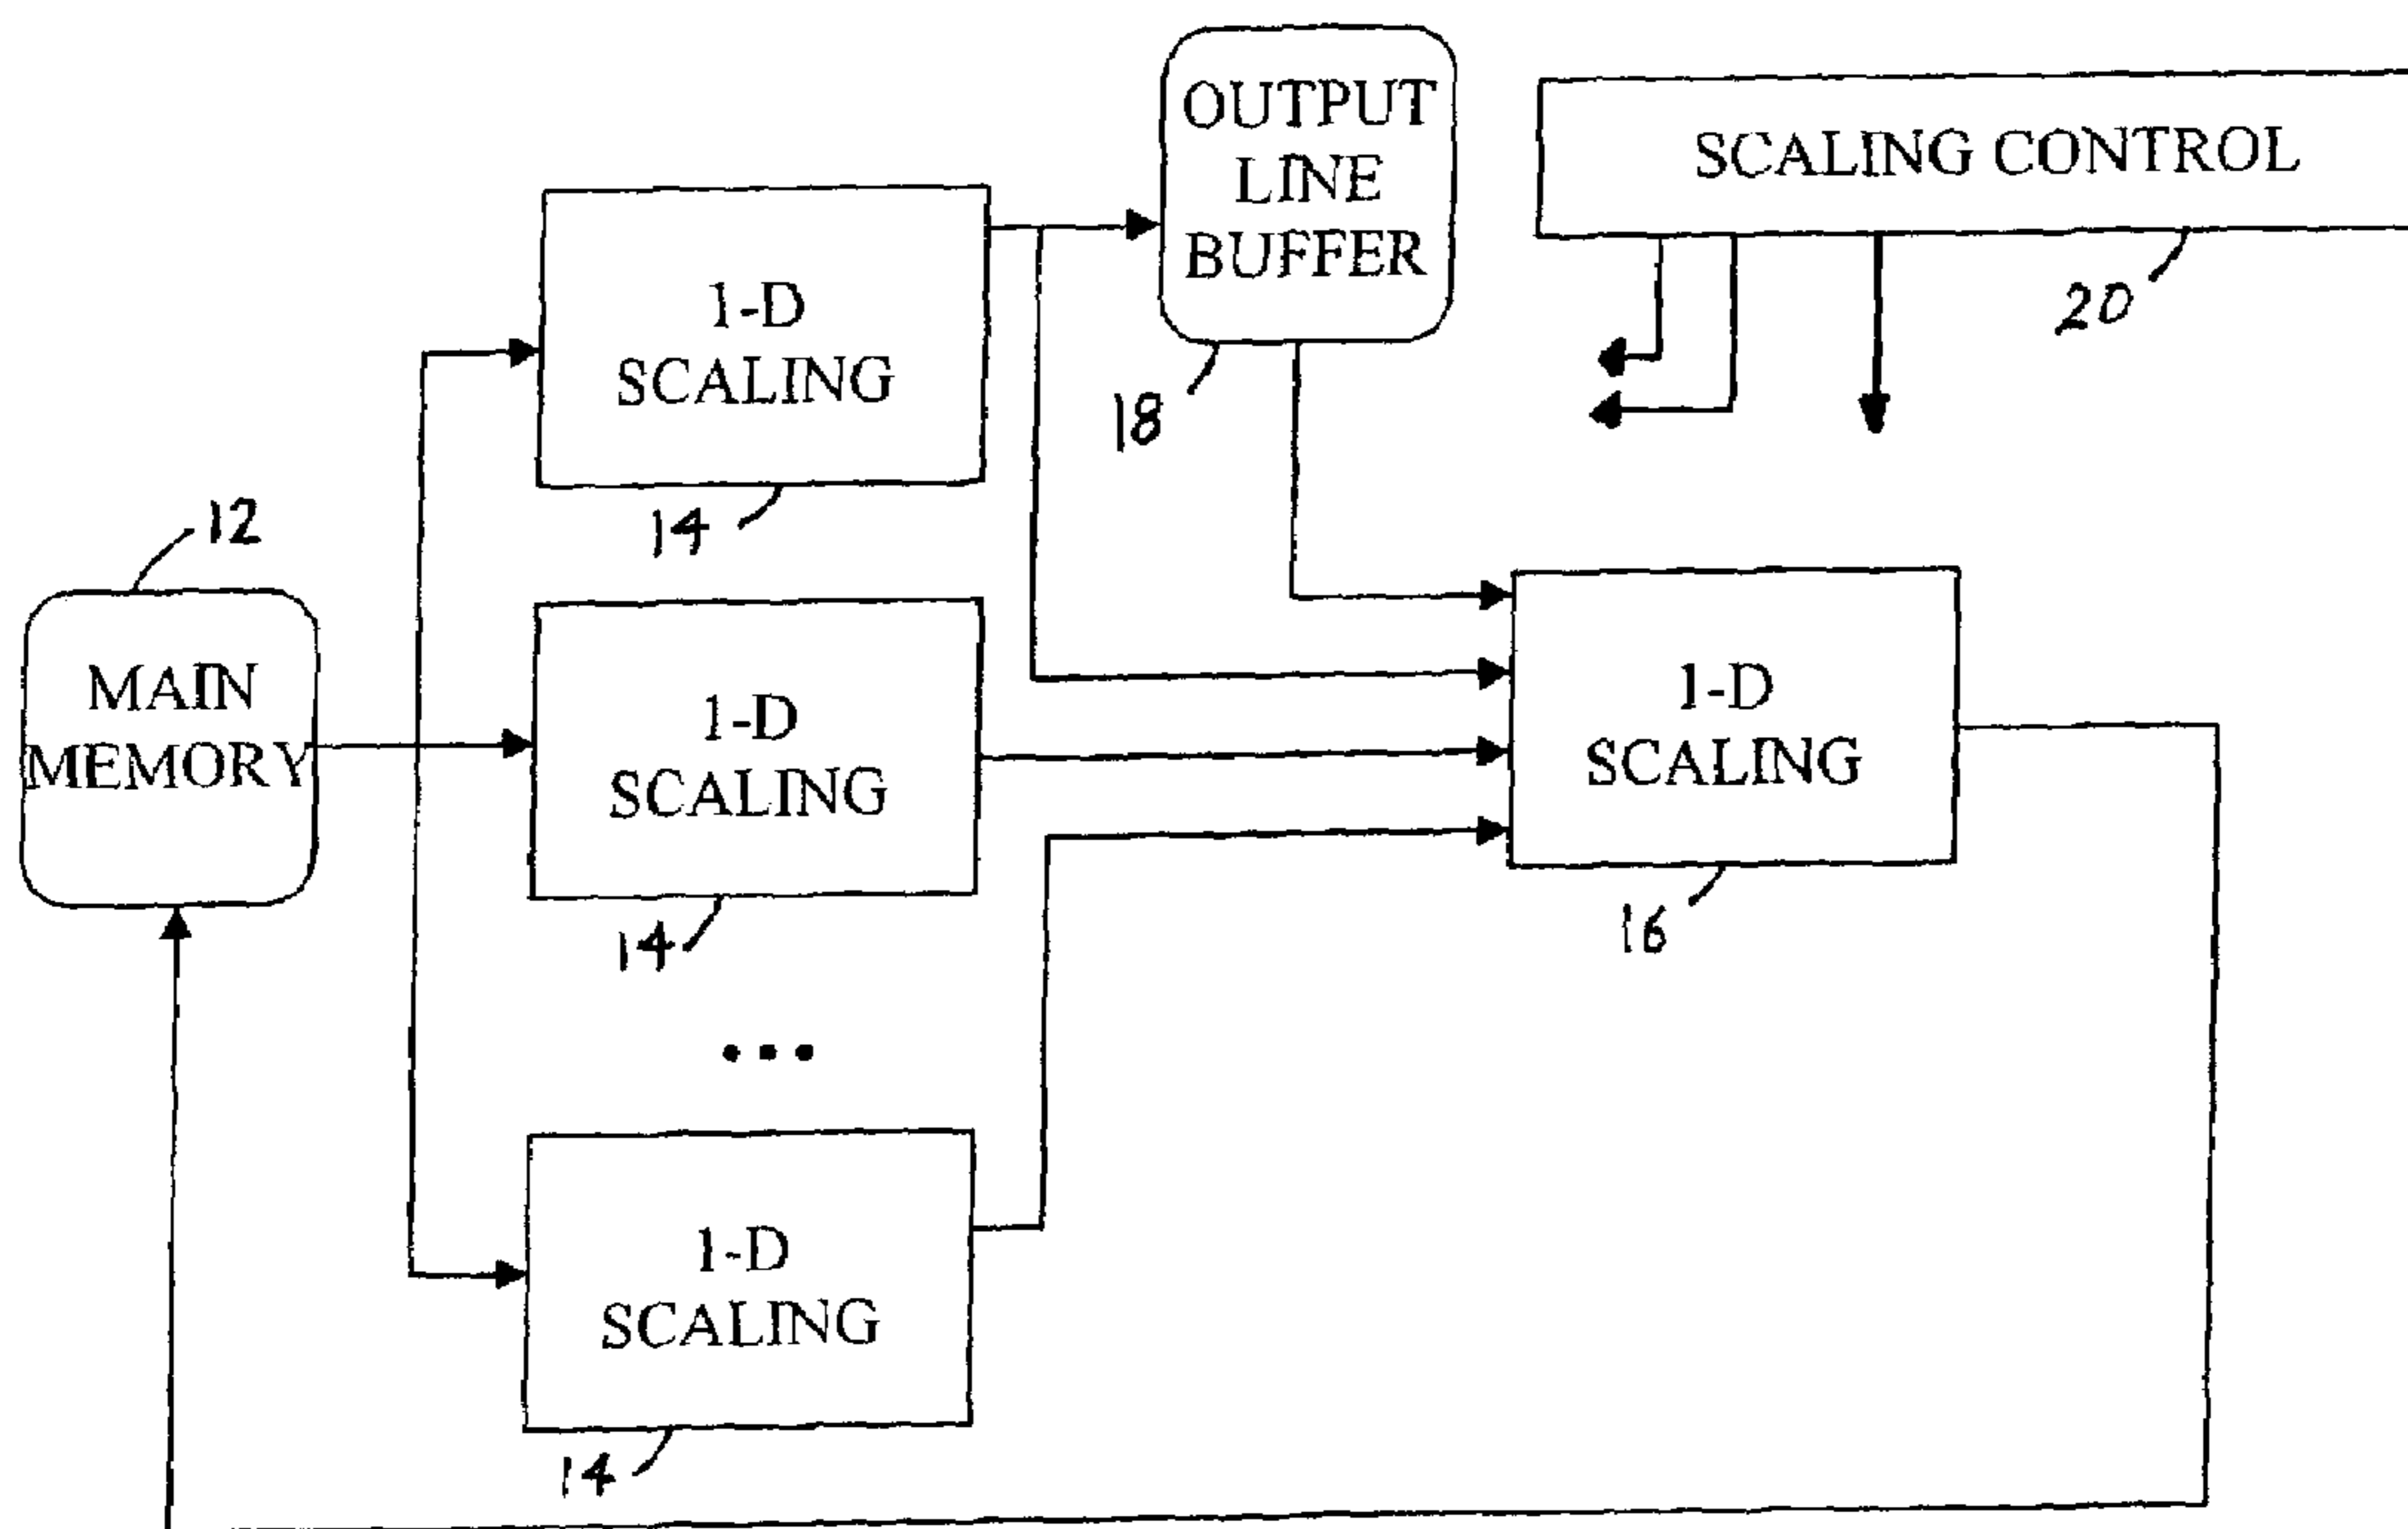 OUTPUT
LINE
BUFFER
18
SCALING CONTROL
20
1-D
SCALING
14
12
MAIN
MEMORY
1-D
SCALING
14
1-D
SCALING
16
•••
1-D
SCALING
14